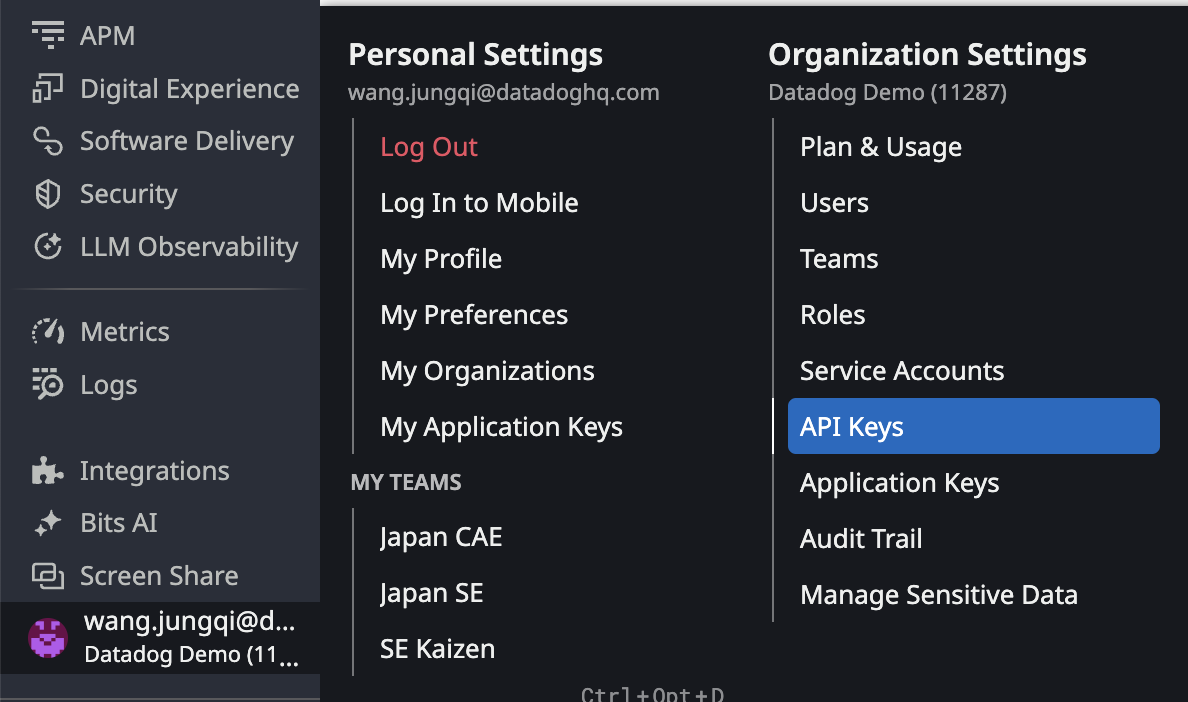 APM
Digital Experience
Software Delivery
Security
LLM Observability
Metrics
Logs
Integrations
Bits AI
Screen Share
wang.jungqi@d...
Datadog Demo (11...
Personal Settings
wang.jungqi@datadoghq.com
Log Out
Log In to Mobile
My Profile
My Preferences
My Organizations
My Application Keys
MY TEAMS
Japan CAE
Japan SE
SE Kaizen
Organization Settings
Datadog Demo (11287)
Plan & Usage
Users
Teams
Roles
Service Accounts
API Keys
Application Keys
Audit Trail
Manage Sensitive Data
Ctrl+Opt+D